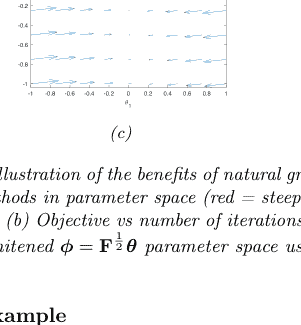 -0.2
-0.4
-0.6
-0.8
-1
-1 -0.8 -0.6 -0.4 -0.2 0 0.2 0.4 0.6 0.8 1
(c)
llustration of the benefits of natural gr
thods in parameter space (red = steep
(b) Objective vs number of iterations
nitened ϕ = F^{1/2}θ parameter space us
xample